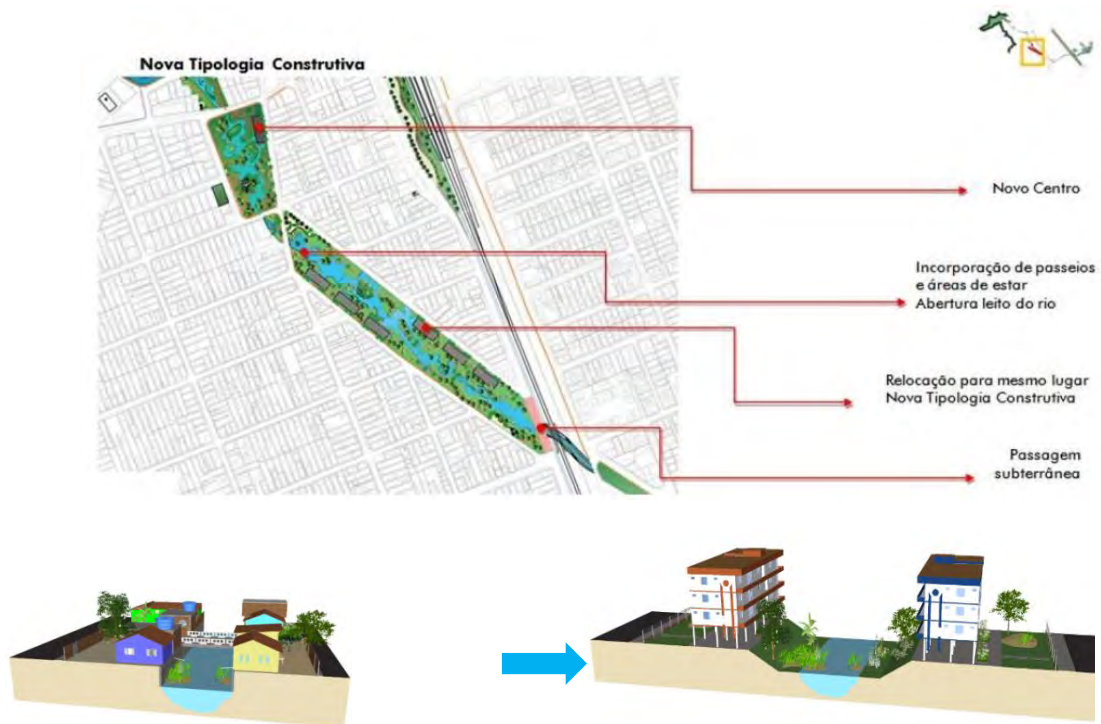 Nova Tipologia Construtiva
Novo Centro
Incorporação de passeios
e áreas de estar
Abertura leito do rio
Relocação para mesmo lugar
Nova Tipologia Construtiva
Passagem
subterrânea